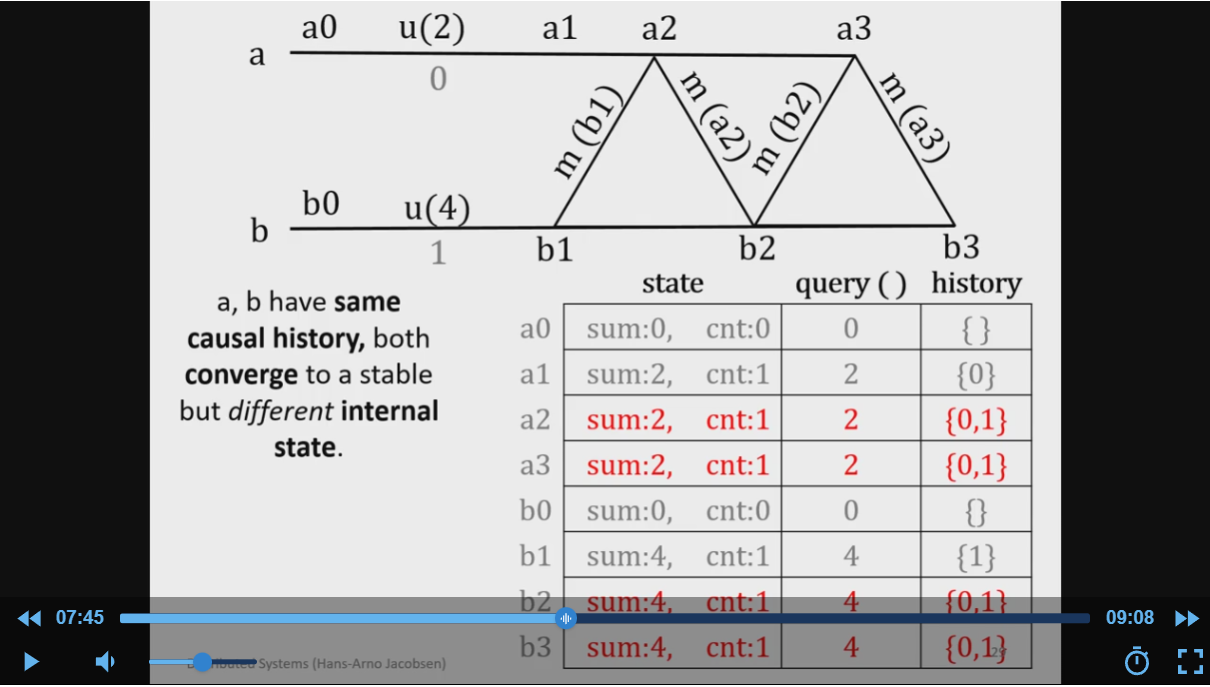 a0 u(2) a1 a2 a3
a
0
m (b1) m (a2) m (b2) m (a3)
b0 u(4)
b
1 b1 b2 b3
a, b have same
causal history, both
converge to a stable
but different internal
state.
state query ( ) history
a0 sum:0, cnt:0 0 { }
a1 sum:2, cnt:1 2 {0}
a2 sum:2, cnt:1 2 {0,1}
a3 sum:2, cnt:1 2 {0,1}
b0 sum:0, cnt:0 0 {}
b1 sum:4, cnt:1 4 {1}
b2 sum:4, cnt:1 4 {0,1}
b3 sum:4, cnt:1 4 {0,1}
07:45 09:08
Systems (Hans-Arno Jacobsen)